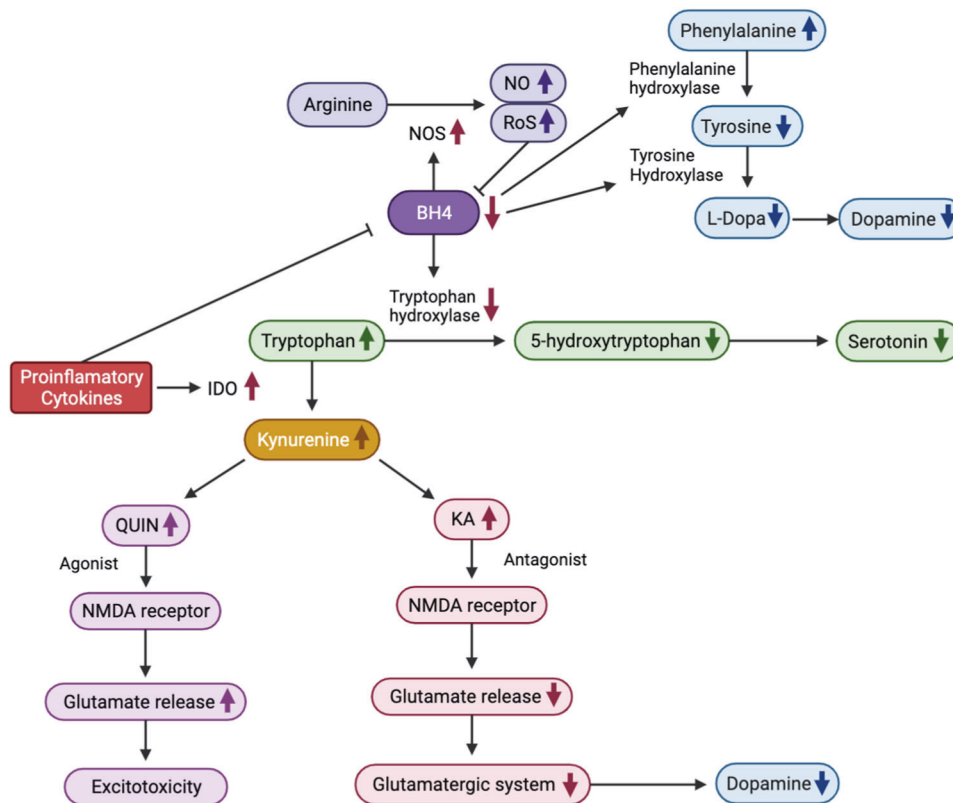 Phenylalanine
Phenylalanine
hydroxylase
Arginine
NO
RoS
NOS
Tyrosine
Tyrosine
Hydroxylase
BH4
L-Dopa
Dopamine
Tryptophan
hydroxylase
Tryptophan
5-hydroxytryptophan
Serotonin
Proinflamatory
Cytokines
IDO
Kynurenine
QUIN
KA
Agonist
Antagonist
NMDA receptor
NMDA receptor
Glutamate release
Glutamate release
Excitotoxicity
Glutamatergic system
Dopamine